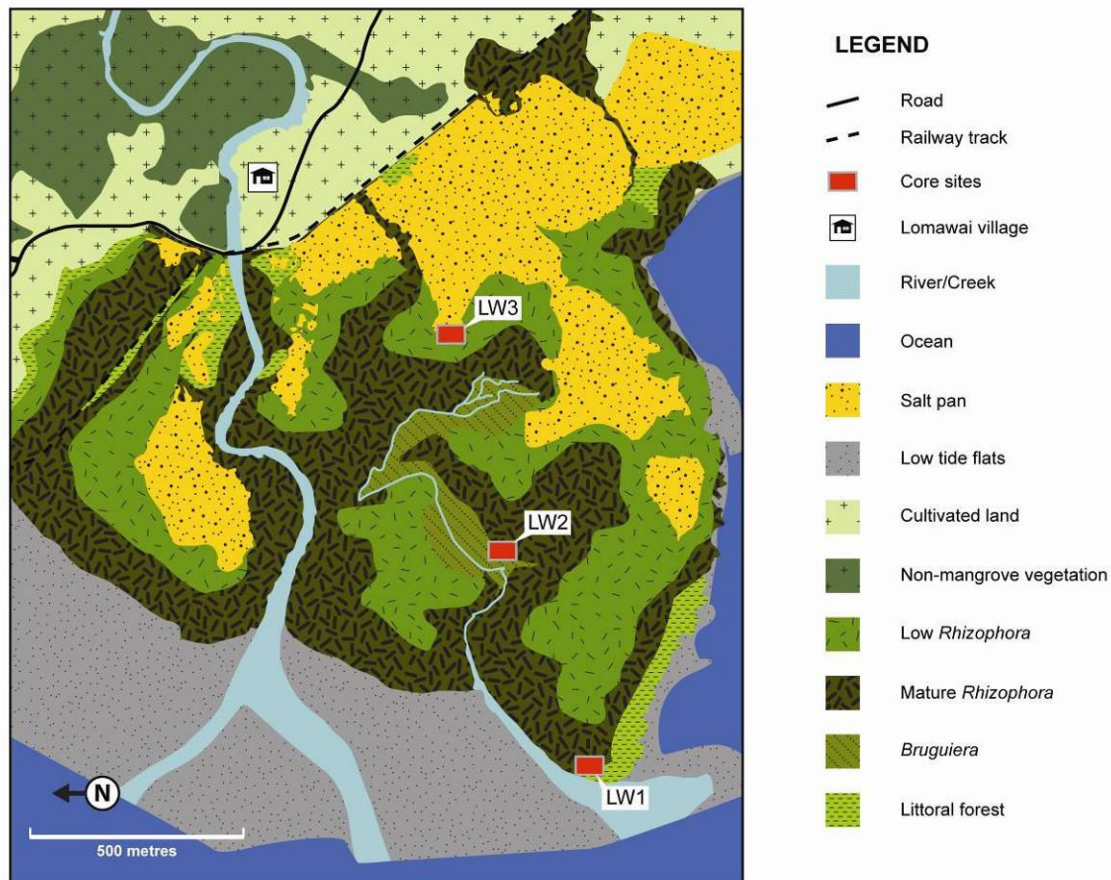 LW3
LW2
LW1
N
500 metres
LEGEND
Road
Railway track
Core sites
Lomawai village
River/Creek
Ocean
Salt pan
Low tide flats
Cultivated land
Non-mangrove vegetation
Low Rhizophora
Mature Rhizophora
Bruguiera
Littoral forest